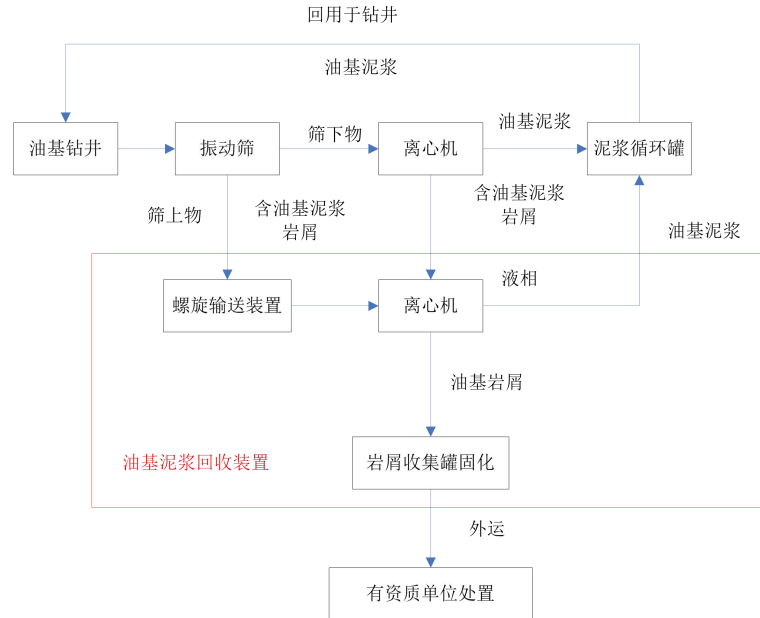 回用于钻井
油基泥浆
油基钻井
振动筛
筛下物
离心机
油基泥浆
泥浆循环罐
筛上物
含油基泥浆
岩屑
含油基泥浆
岩屑
油基泥浆
螺旋输送装置
离心机
液相
油基岩屑
油基泥浆回收装置
岩屑收集罐固化
外运
有资质单位处置